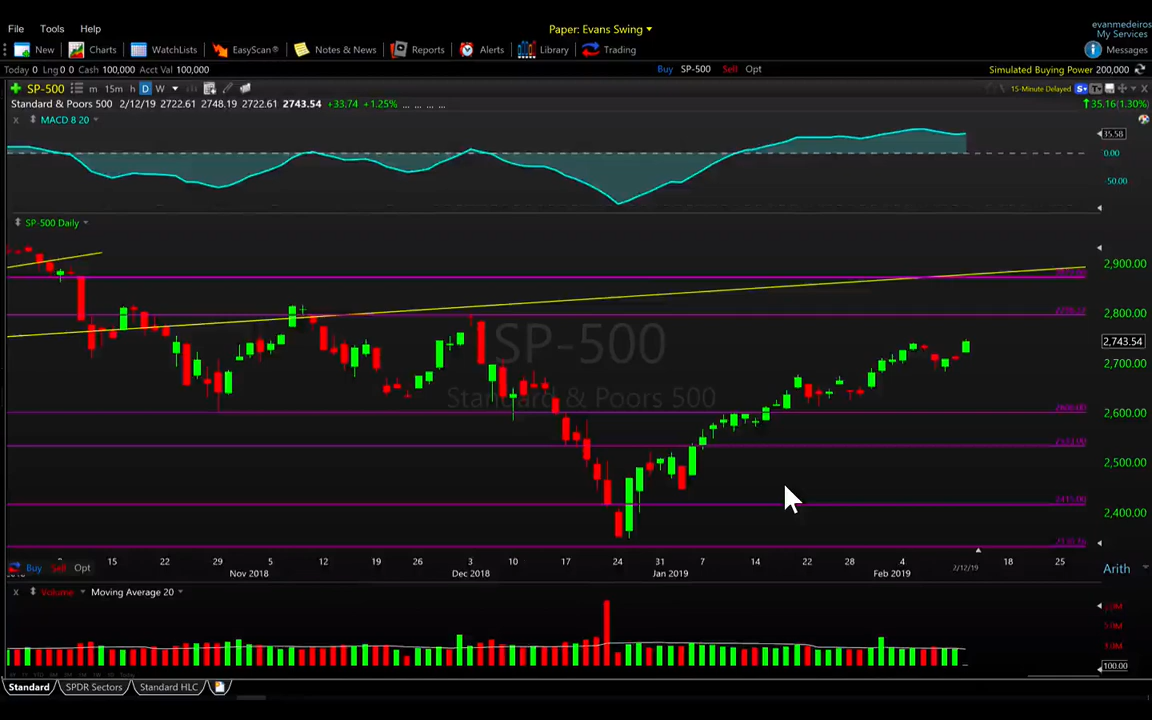 File Tools Help Paper: Evans Swing evanmedeiros
My Services
New Charts WatchLists EasyScan® Notes & News Reports Alerts Library Trading Messages
Today 0 Lng 0 0 Cash 100,000 Acct Val 100,000 Buy SP-500 Sell Opt Simulated Buying Power 200,000
SP-500 m 15m h D W 15-Minute Delayed
Standard & Poors 500 2/12/19 2722.61 2748.19 2722.61 2743.54 +33.74 +1.25% ... ... ... ... 35.16 (1.30%)
MACD 8 20
35.58
0.00
50.00
SP-500 Daily
2,900.00
2,800.00
SP-500
2,743.54
2,700.00
Standard & Poors 500
2,600.00
2,500.00
2,400.00
15 22 29 5 12 19 26 3 10 17 24 31 7 14 22 28 4 2/12/19 18 25
Buy Sell Opt Nov 2018 Dec 2018 Jan 2019 Feb 2019 Arith
Volume Moving Average 20
100.00
Standard SPDR Sectors Standard HLC